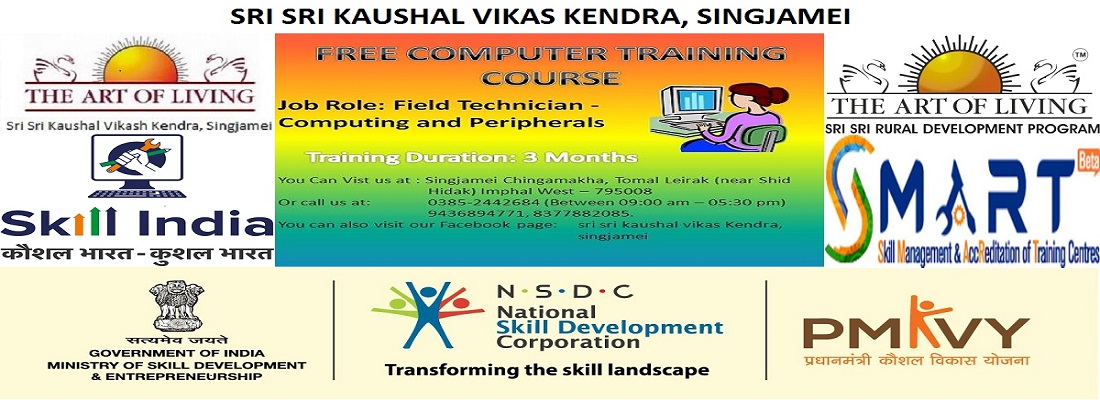 SRI SRI KAUSHAL VIKAS KENDRA, SINGJAMEI
THE ART OF LIVING
Sri Sri Kaushal Vikash Kendra, Singjamei
Skill India
कौशल भारत - कुशल भारत
FREE COMPUTER TRAINING
COURSE
Job Role: Field Technician -
Computing and Peripherals
Training Duration: 3 Months
You Can Vist us at : Singjamei Chingamakha, Tomal Leirak (near Shid
Hidak) Imphal West – 795008
Or call us at: 0385-2442684 (Between 09:00 am – 05:30 pm)
9436894771, 8377882085.
You can also visit our Facebook page: sri sri kaushal vikas Kendra,
singjamei
TM
THE ART OF LIVING
SRI SRI RURAL DEVELOPMENT PROGRAM
SMART Beta
Skill Management & AccReditation of Training Centres
सत्यमेव जयते
GOVERNMENT OF INDIA
MINISTRY OF SKILL DEVELOPMENT
& ENTREPRENEURSHIP
N·S·D·C
National
Skill Development
Corporation
Transforming the skill landscape
PMKVY
प्रधानमंत्री कौशल विकास योजना